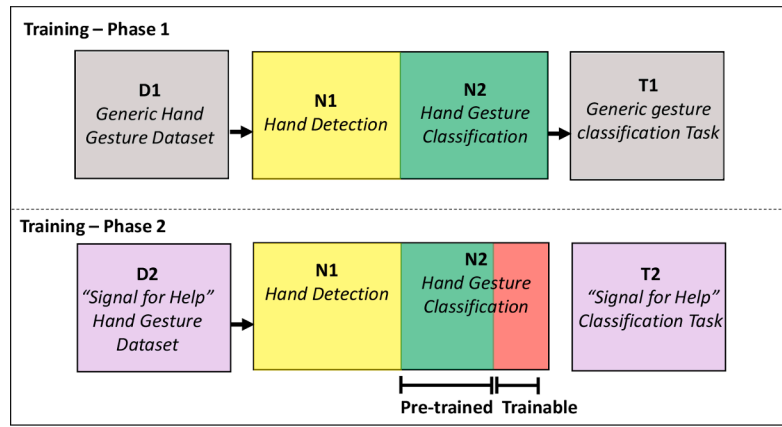 Training – Phase 1
D1
Generic Hand
Gesture Dataset
N1
Hand Detection
N2
Hand Gesture
Classification
T1
Generic gesture
classification Task
Training – Phase 2
D2
“Signal for Help”
Hand Gesture
Dataset
N1
Hand Detection
N2
Hand Gesture
Classification
T2
“Signal for Help”
Classification Task
Pre-trained
Trainable